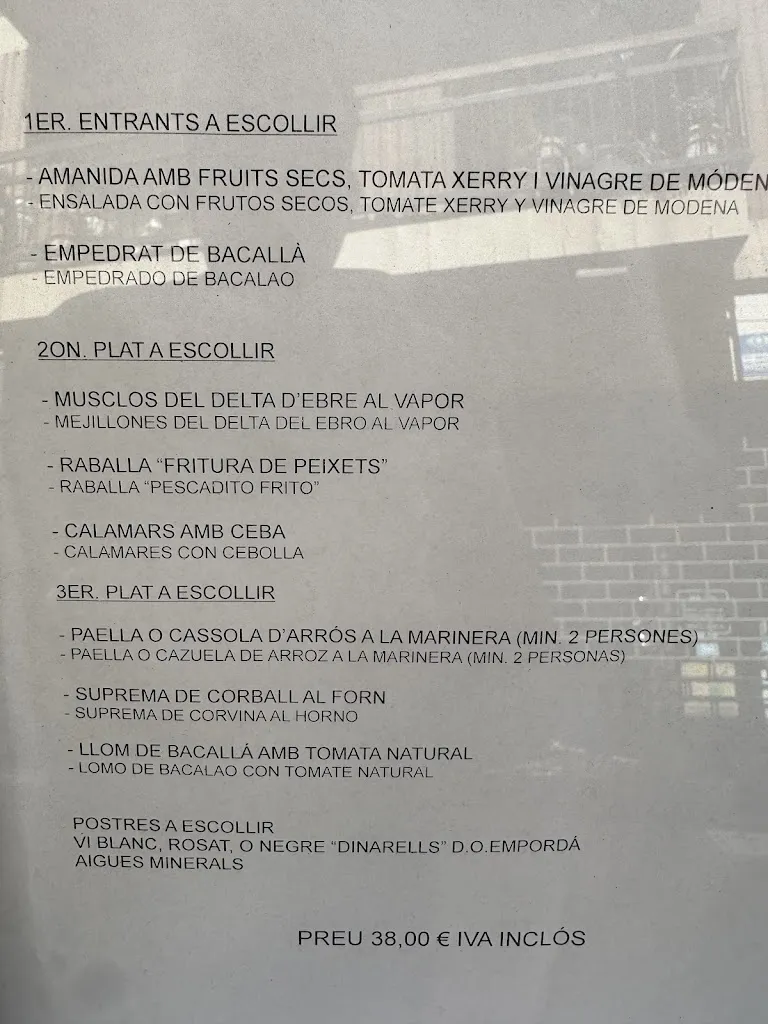 1ER. ENTRANTS A ESCOLLIR
- AMANIDA AMB FRUITS SECS, TOMATA XERRY I VINAGRE DE MÓDEN
- ENSALADA CON FRUTOS SECOS, TOMATE XERRY Y VINAGRE DE MODENA
- EMPEDRAT DE BACALLÀ
- EMPEDRADO DE BACALAO
2ON. PLAT A ESCOLLIR
- MUSCLOS DEL DELTA D'EBRE AL VAPOR
- MEJILLONES DEL DELTA DEL EBRO AL VAPOR
- RABALLA “FRITURA DE PEIXETS”
- RABALLA “PESCADITO FRITO”
- CALAMARS AMB CEBA
- CALAMARES CON CEBOLLA
3ER. PLAT A ESCOLLIR
- PAELLA O CASSOLA D'ARRÓS A LA MARINERA (MIN. 2 PERSONES)
- PAELLA O CAZUELA DE ARROZ A LA MARINERA (MIN. 2 PERSONAS)
- SUPREMA DE CORBALL AL FORN
- SUPREMA DE CORVINA AL HORNO
- LLOM DE BACALLÁ AMB TOMATA NATURAL
- LOMO DE BACALAO CON TOMATE NATURAL
POSTRES A ESCOLLIR
VI BLANC, ROSAT, O NEGRE “DINARELLS” D.O.EMPORDÁ
AIGUES MINERALS
PREU 38,00 € IVA INCLÓS